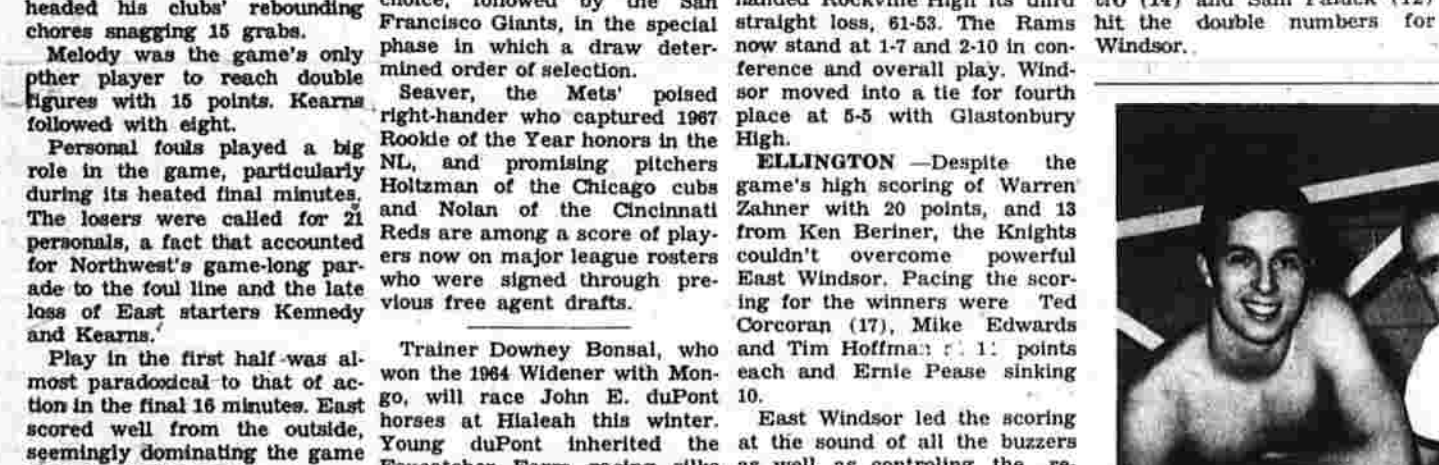 headed his clubs' rebounding
chores snagging 15 grabs.
Melody was the game's only
other player to reach double
figures with 15 points. Kearns
followed with eight.
Personal fouls played a big
role in the game, particularly
during its heated final minutes.
The losers were called for 21
personals, a fact that accounted
for Northwest's game-long par-
ade to the foul line and the late
loss of East starters Kennedy
and Kearns.
Play in the first half was al-
most paradoxical to that of ac-
tion in the final 16 minutes. East
scored well from the outside,
seemingly dominating the game
choice, followed by the San
Francisco Giants, in the special
phase in which a draw deter-
mined order of selection.
Seaver, the Mets' poised
right-hander who captured 1967
Rookie of the Year honors in the
NL, and promising pitchers
Holtzman of the Chicago cubs
and Nolan of the Cincinnati
Reds are among a score of play-
ers now on major league rosters
who were signed through pre-
vious free agent drafts.
Trainer Downey Bonsal, who
won the 1964 Widener with Mon-
go, will race John E. duPont
horses at Hialeah this winter.
Young duPont inherited the
handed Rockville High its third
straight loss, 61-53. The Rams
now stand at 1-7 and 2-10 in con-
ference and overall play. Wind-
sor moved into a tie for fourth
place at 5-5 with Glastonbury
High.
ELLINGTON —Despite the
game's high scoring of Warren
Zahner with 20 points, and 13
from Ken Beriner, the Knights
couldn't overcome powerful
East Windsor. Pacing the scor-
ing for the winners were Ted
Corcoran (17), Mike Edwards
and Tim Hoffman points
each and Ernie Pease sinking
10.
East Windsor led the scoring
at the sound of all the buzzers
as well as controling the re-
(14) and Sam
hit the double numbers for
Windsor.